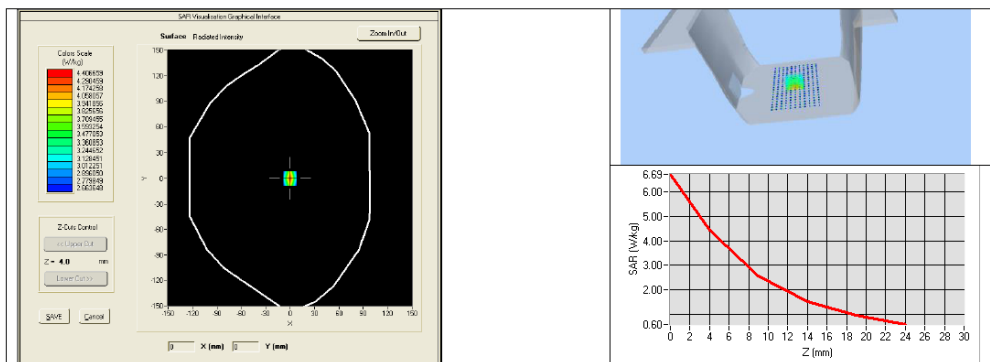 SAR Visualisation Graphical Interface
Surface Radiated Intensity
Zoom In/Out
Colors Scale
(W/kg)
4.406659
4.290459
4.174259
4.058057
3.941856
3.825656
3.709455
3.593254
3.477053
3.360853
3.244652
3.128451
3.012251
2.896050
2.779849
2.663648
Z-Cuts Control
<< Upper Cut
Z = 4.0 mm
Lower Cut >>
SAVE Cancel
150
120
90
60
30
0
-30
-60
-90
-120
-150
Y
-150 -120 -90 -60 -30 0 30 60 90 120 150
X
0 X (mm) 0 Y (mm)
SAR (W/kg)
6.69
6.00
5.00
4.00
3.00
2.00
0.60
0 2 4 6 8 10 12 14 16 18 20 22 24 26 28 30
Z (mm)